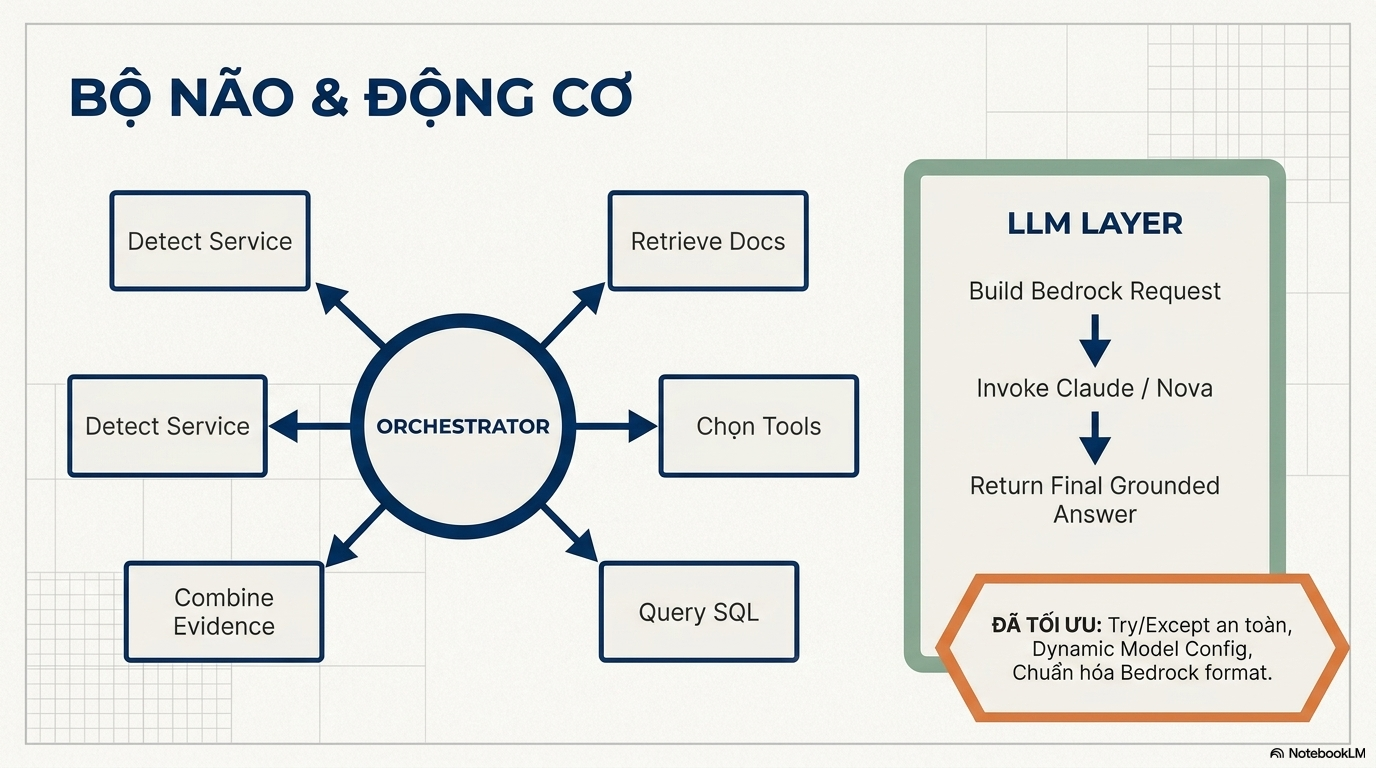 BỘ NÃO & ĐỘNG CƠ
Detect Service
Retrieve Docs
Detect Service
ORCHESTRATOR
Chọn Tools
Combine
Evidence
Query SQL
LLM LAYER
Build Bedrock Request
Invoke Claude / Nova
Return Final Grounded
Answer
ĐÃ TỐI ƯU: Try/Except an toàn,
Dynamic Model Config,
Chuẩn hóa Bedrock format.
NotebookLM